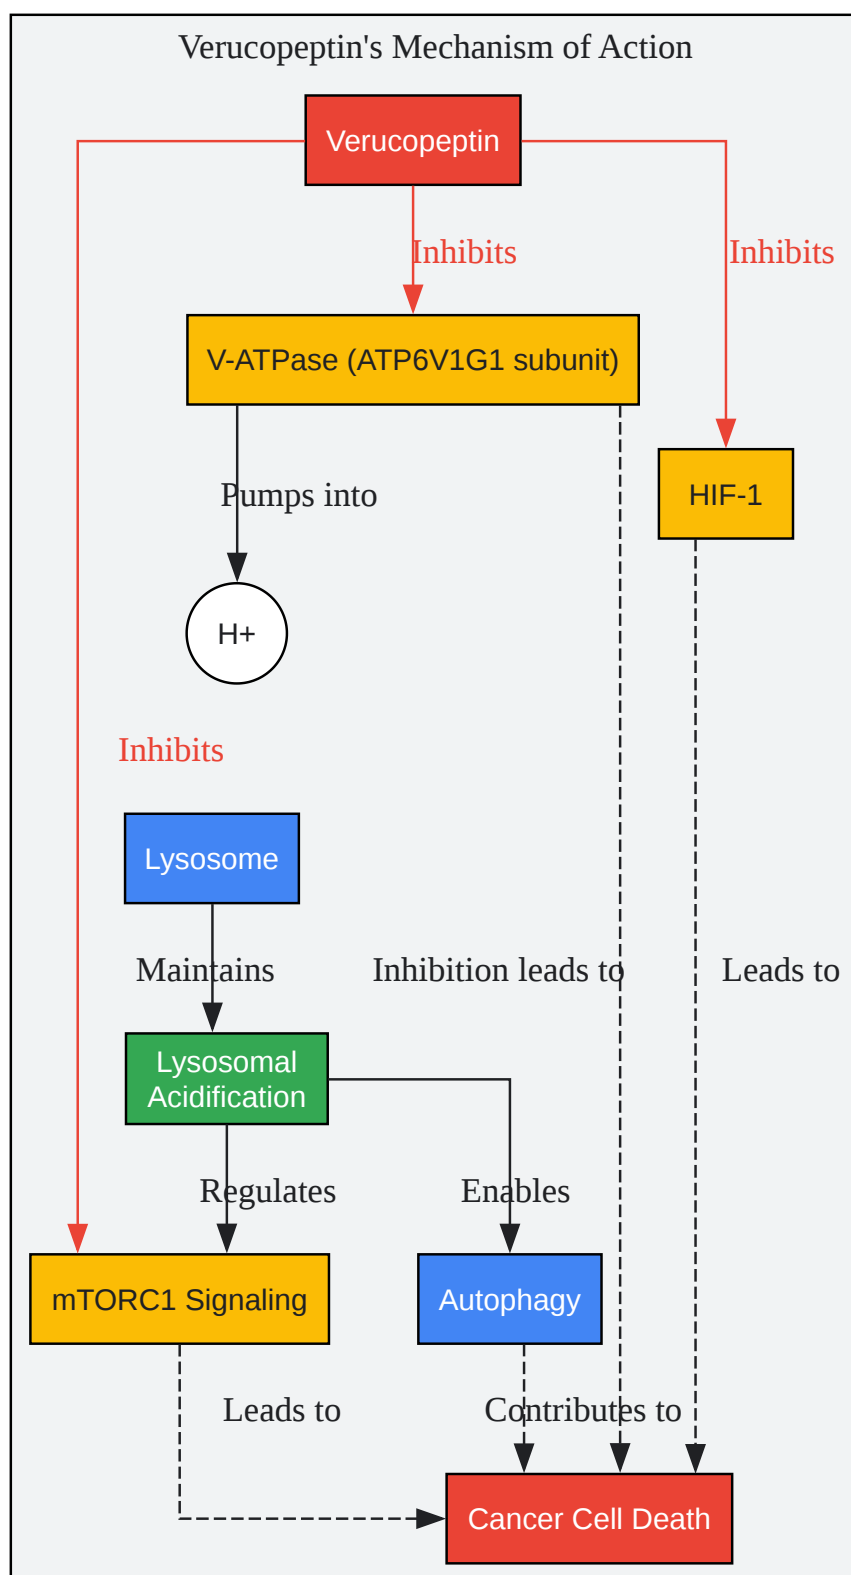 Verucopeptin's Mechanism of Action
Verucopeptin
Inhibits
Inhibits
V-ATPase (ATP6V1G1 subunit)
Pumps into
HIF-1
H+
Inhibits
Lysosome
Maintains
Inhibition leads to
Leads to
Lysosomal
Acidification
Regulates
Enables
mTORC1 Signaling
Autophagy
Leads to
Contributes to
Cancer Cell Death